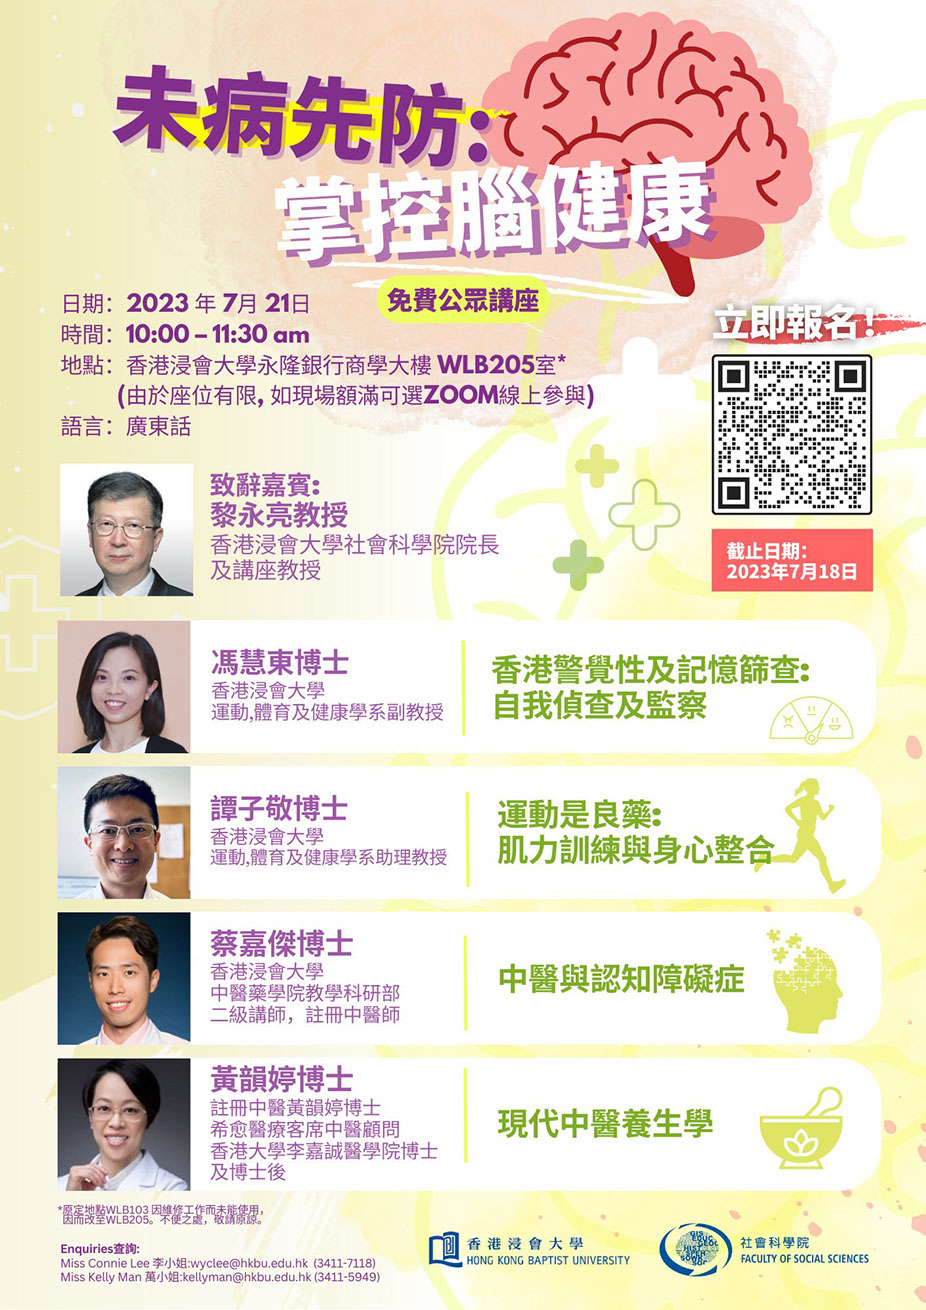 未病先防:
掌控腦健康
免費公眾講座
日期：2023 年 7月 21日
時間：10:00 – 11:30 am
地點：香港浸會大學永隆銀行商學大樓 WLB205室*
(由於座位有限, 如現場額滿可選ZOOM線上參與)
語言：廣東話
立即報名！
截止日期：
2023年7月18日
致辭嘉賓:
黎永亮教授
香港浸會大學社會科學院院長
及講座教授
馮慧東博士
香港浸會大學
運動,體育及健康學系副教授
香港警覺性及記憶篩查:
自我偵查及監察
譚子敬博士
香港浸會大學
運動,體育及健康學系助理教授
運動是良藥:
肌力訓練與身心整合
蔡嘉傑博士
香港浸會大學
中醫藥學院教學科研部
二級講師，註冊中醫師
中醫與認知障礙症
黃韻婷博士
註冊中醫黃韻婷博士
希愈醫療客席中醫顧問
香港大學李嘉誠醫學院博士
及博士後
現代中醫養生學
*原定地點WLB103 因維修工作而未能使用，
因而改至WLB205。不便之處，敬請原諒。
Enquiries查詢:
Miss Connie Lee 李小姐:wyclee@hkbu.edu.hk (3411-7118)
Miss Kelly Man 萬小姐:kellyman@hkbu.edu.hk (3411-5949)
香港浸會大學
HONG KONG BAPTIST UNIVERSITY
社會科學院
FACULTY OF SOCIAL SCIENCES